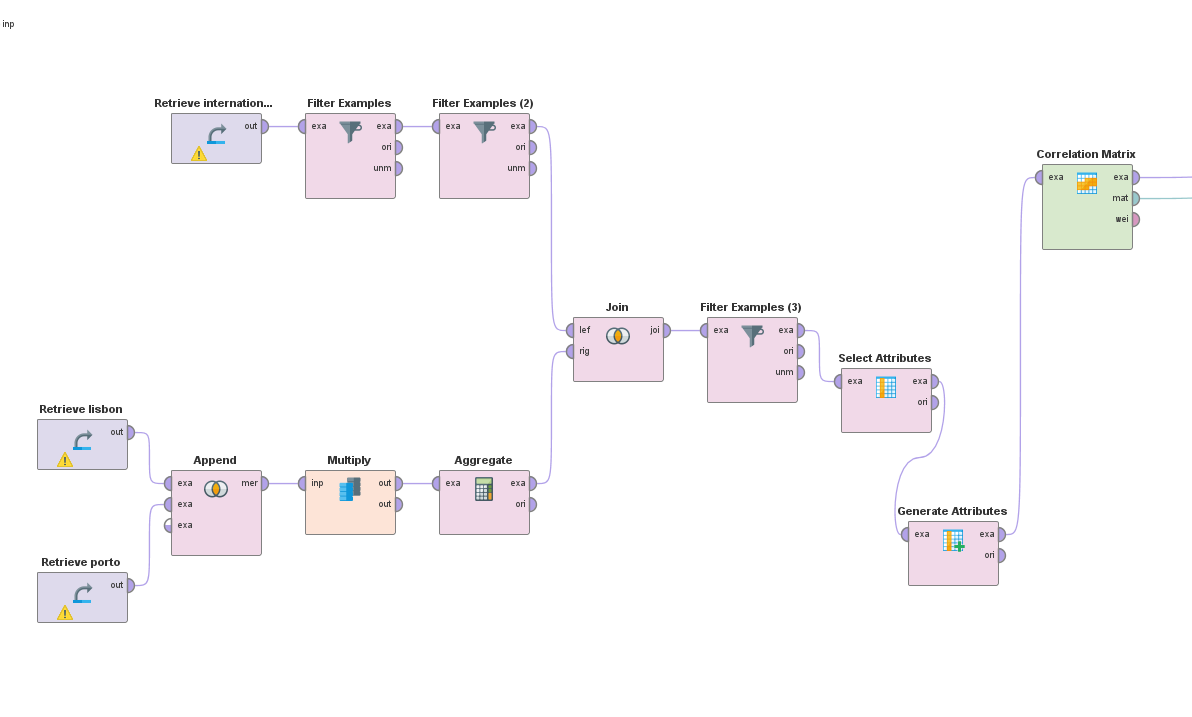 inp
Retrieve internation...
out
Filter Examples
exa exa
ori
unm
Filter Examples (2)
exa exa
ori
unm
Correlation Matrix
exa exa
mat
wei
Join
lef joi
rig
Filter Examples (3)
exa exa
ori
unm
Select Attributes
exa exa
ori
Retrieve lisbon
out
Append
exa mer
exa
exa
Multiply
inp out
out
Aggregate
exa exa
ori
Generate Attributes
exa exa
ori
Retrieve porto
out